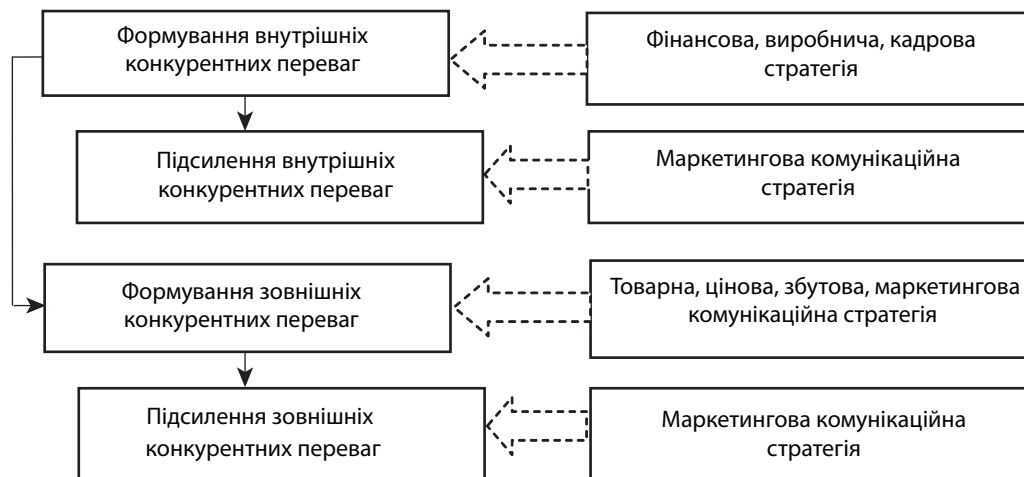 Формування внутрішніх
конкурентних переваг
Фінансова, виробнича, кадрова
стратегія
Підсилення внутрішніх
конкурентних переваг
Маркетингова комунікаційна
стратегія
Формування зовнішніх
конкурентних переваг
Товарна, цінова, збутова, маркетингова
комунікаційна стратегія
Підсилення зовнішніх
конкурентних переваг
Маркетингова комунікаційна
стратегія